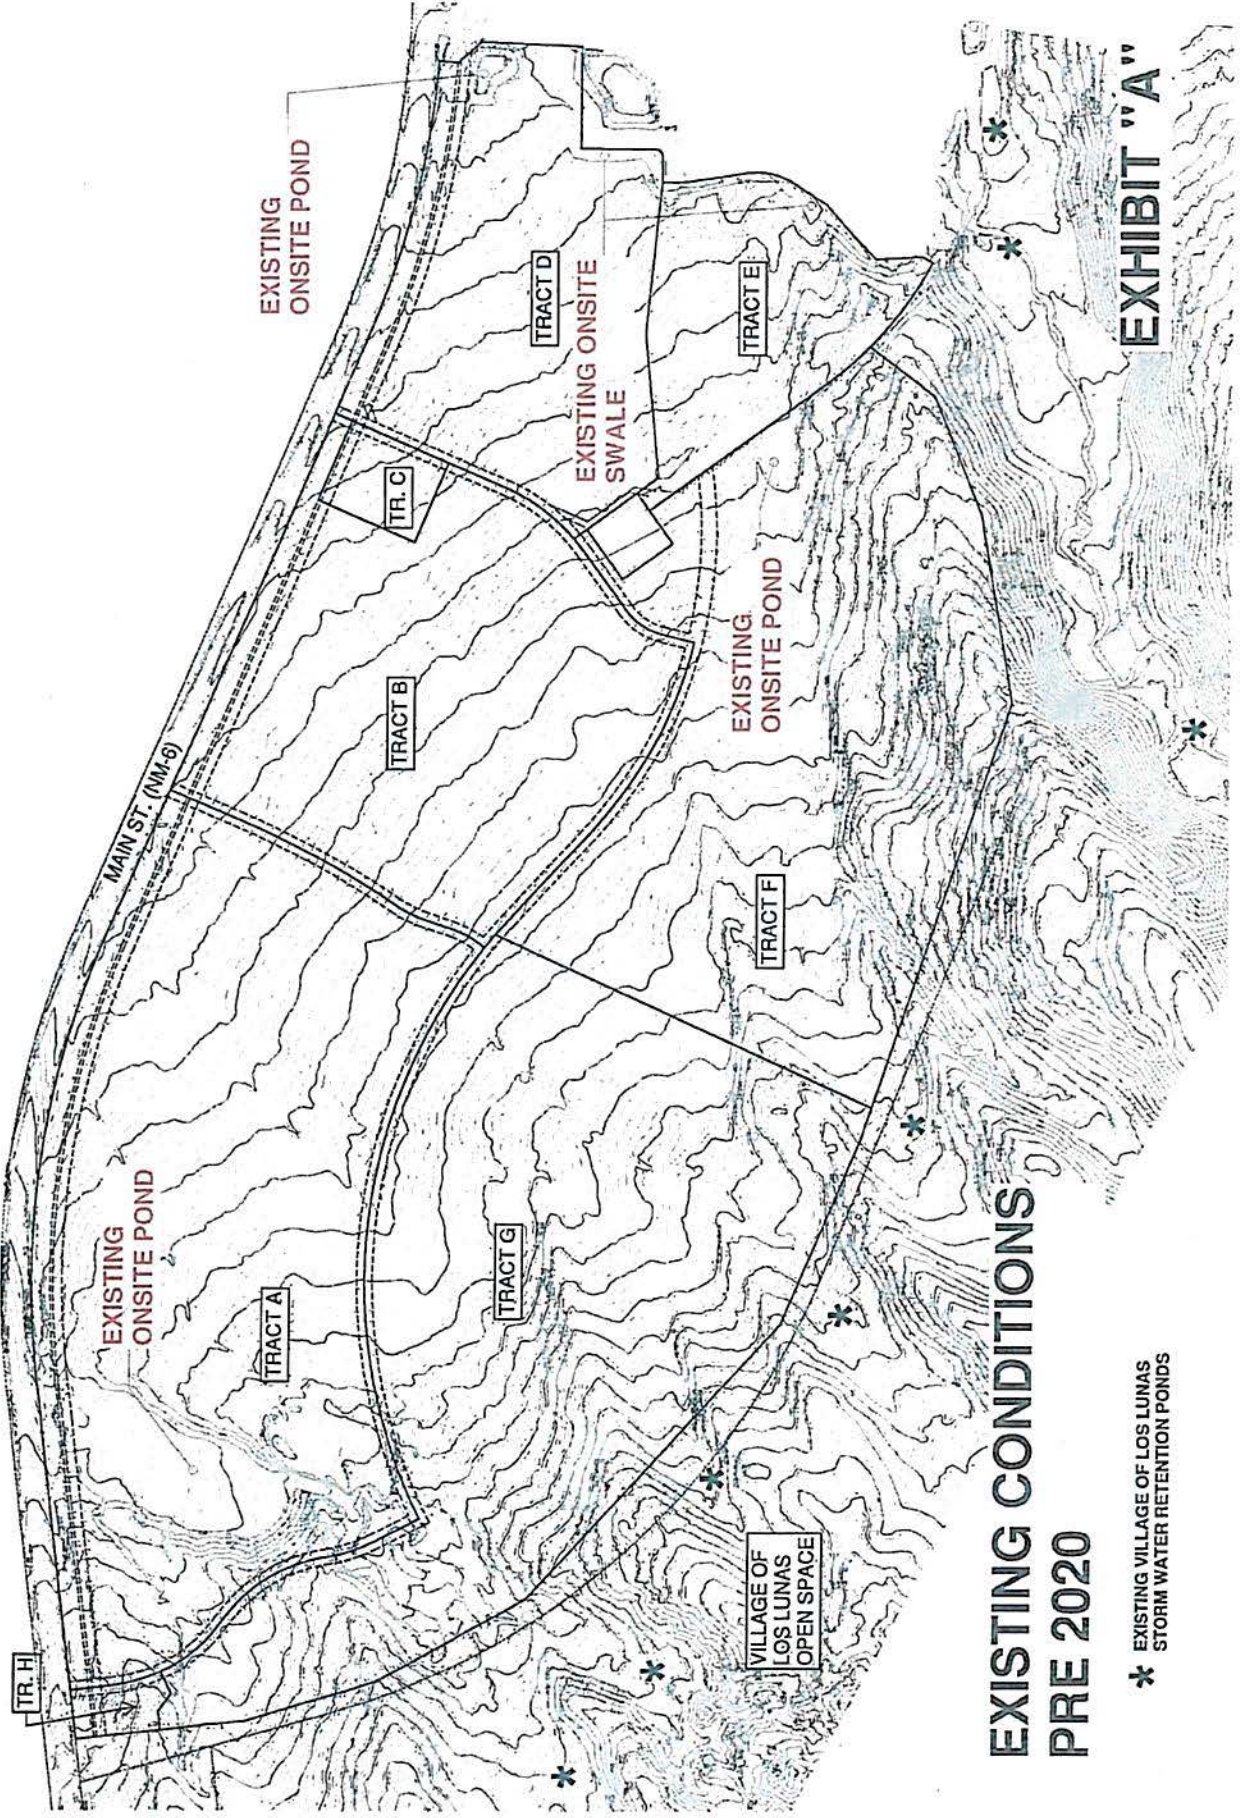 EXISTING
ONSITE POND
TR. H
MAIN ST. (NM-6)
EXISTING
ONSITE POND
TRACT A
TRACT B
TR. C
TRACT D
EXISTING ONSITE
SWALE
TRACT E
TRACT G
EXISTING
ONSITE POND
TRACT F
VILLAGE OF
LOS LUNAS
OPEN SPACE
EXISTING CONDITIONS
PRE 2020
* EXISTING VILLAGE OF LOS LUNAS
STORM WATER RETENTION PONDS
EXHIBIT "A"